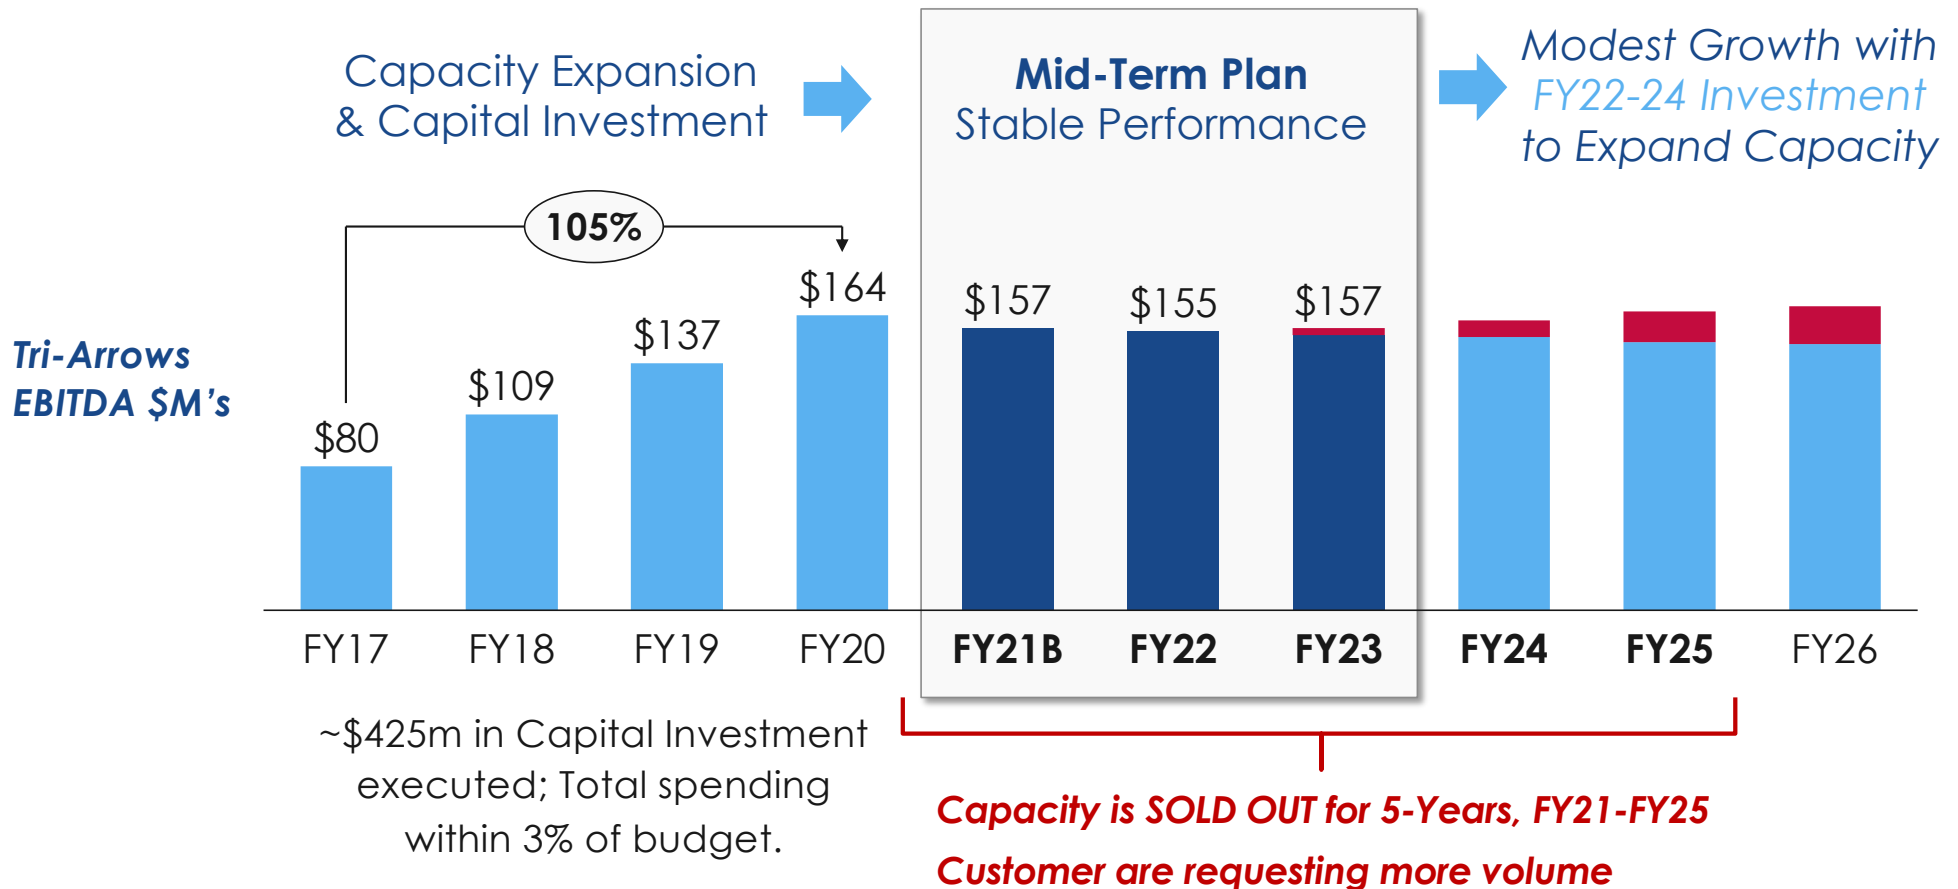 Capacity Expansion
& Capital Investment
Mid-Term Plan
Stable Performance
Modest Growth with
FY22-24 Investment
to Expand Capacity
105%
Tri-Arrows
EBITDA $M’s
$80
$109
$137
$164
$157
$155
$157
FY17
FY18
FY19
FY20
FY21B
FY22
FY23
FY24
FY25
FY26
~$425m in Capital Investment
executed; Total spending
within 3% of budget.
Capacity is SOLD OUT for 5-Years, FY21-FY25
Customer are requesting more volume